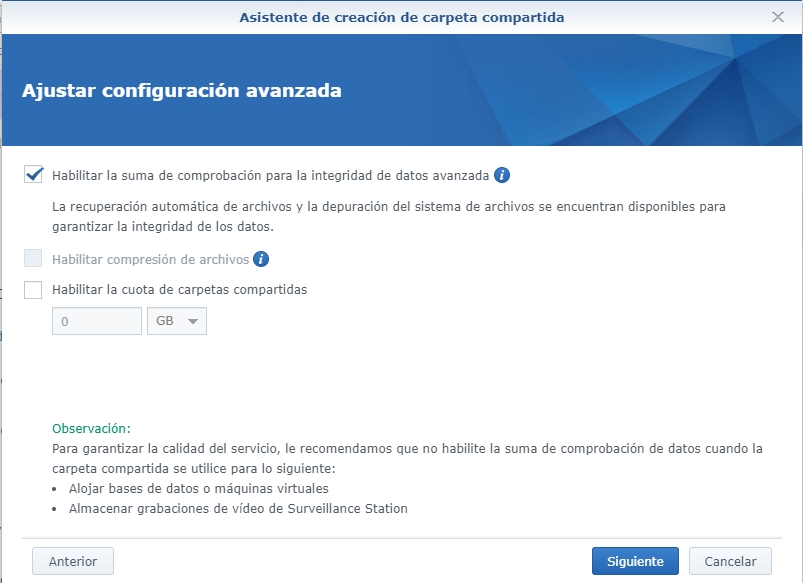 Asistente de creación de carpeta compartida
Ajustar configuración avanzada
Habilitar la suma de comprobación para la integridad de datos avanzada
La recuperación automática de archivos y la depuración del sistema de archivos se encuentran disponibles para
garantizar la integridad de los datos.
Habilitar compresión de archivos
Habilitar la cuota de carpetas compartidas
0 GB
Observación:
Para garantizar la calidad del servicio, le recomendamos que no habilite la suma de comprobación de datos cuando la
carpeta compartida se utilice para lo siguiente:
• Alojar bases de datos o máquinas virtuales
• Almacenar grabaciones de vídeo de Surveillance Station
Anterior Siguiente Cancelar